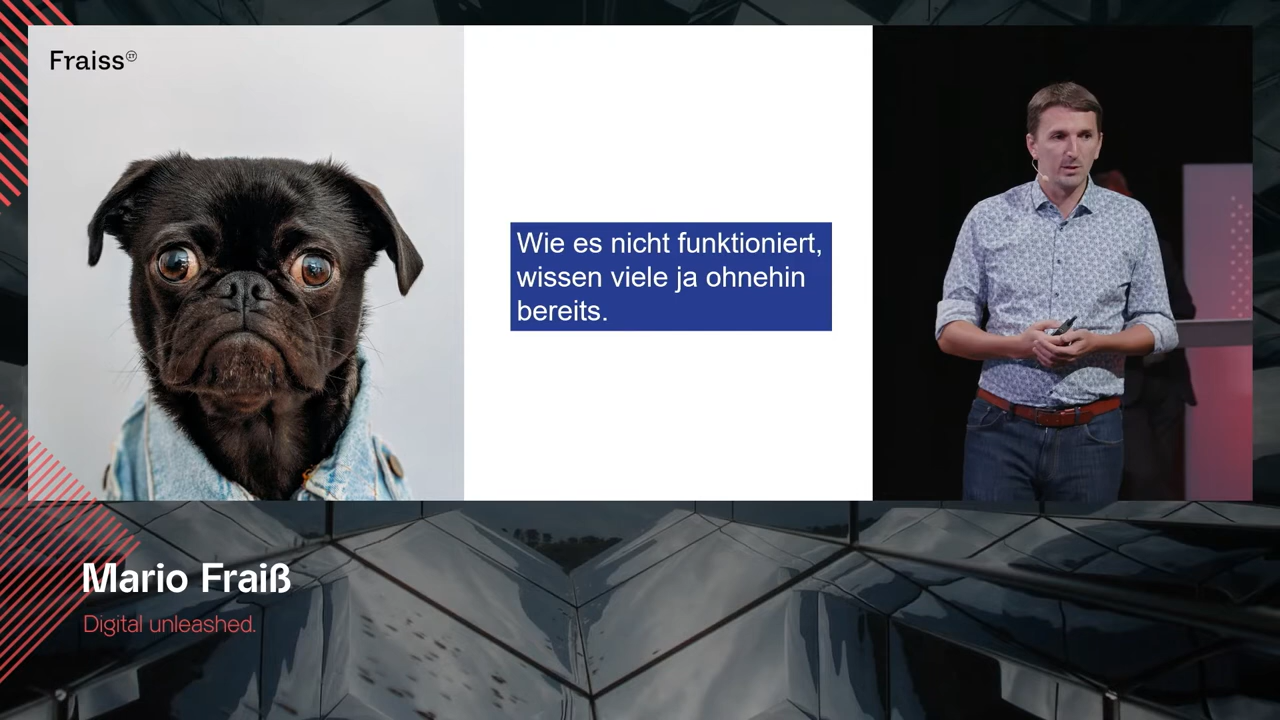 Fraiss
Wie es nicht funktioniert,
wissen viele ja ohnehin
bereits.
Mario Fraiß
Digital unleashed.